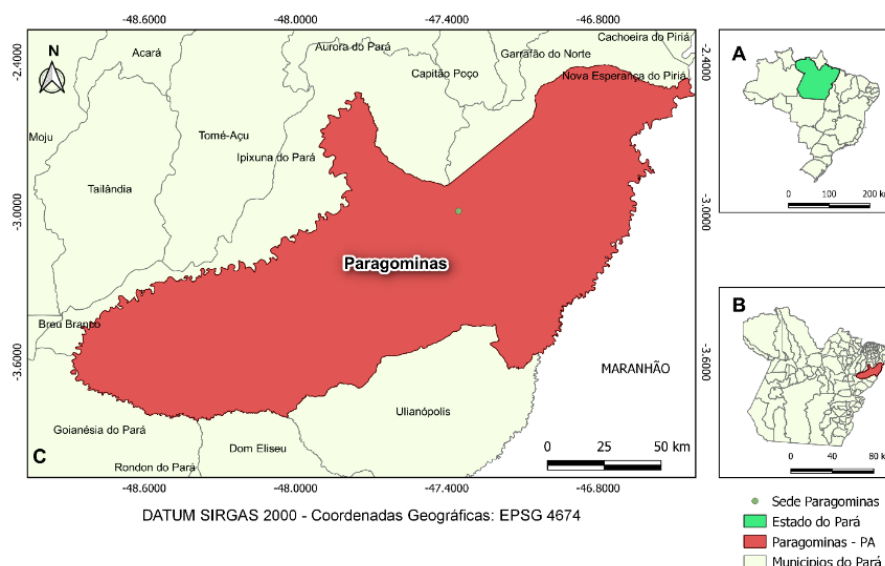 -48.6000 -48.0000 -47.4000 -46.8000
-2.4000
N
Acará
Aurora do Pará
Garrafão do Norte
Cachoeira do Piriá
Capitão Poço
Nova Esperança do Piriá
-2.4000
Moju
Tomé-Açu
Ipixuna do Pará
Tailândia
-3.0000
-3.0000
Paragominas
Breu Branco
-3.6000
-3.6000
MARANHÃO
Ulianópolis
Goianésia do Pará
Dom Eliseu
Rondon do Pará
C
0 25 50 km
-48.6000 -48.0000 -47.4000 -46.8000
DATUM SIRGAS 2000 - Coordenadas Geográficas: EPSG 4674
A
0 100 200 km
B
0 40 80 km
Sede Paragominas
Estado do Pará
Paragominas - PA
Municipios do Pará